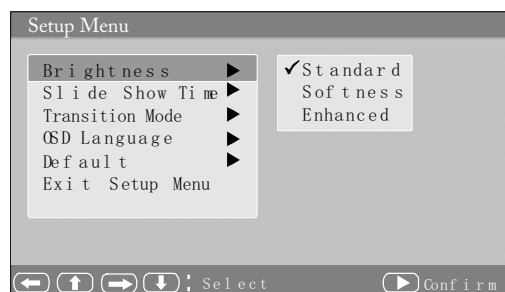 Setup Menu
Brightness
Slide Show Time
Transition Mode
OSD Language
Default
Exit Setup Menu
✓Standard
Softness
Enhanced
: Select
Confirm